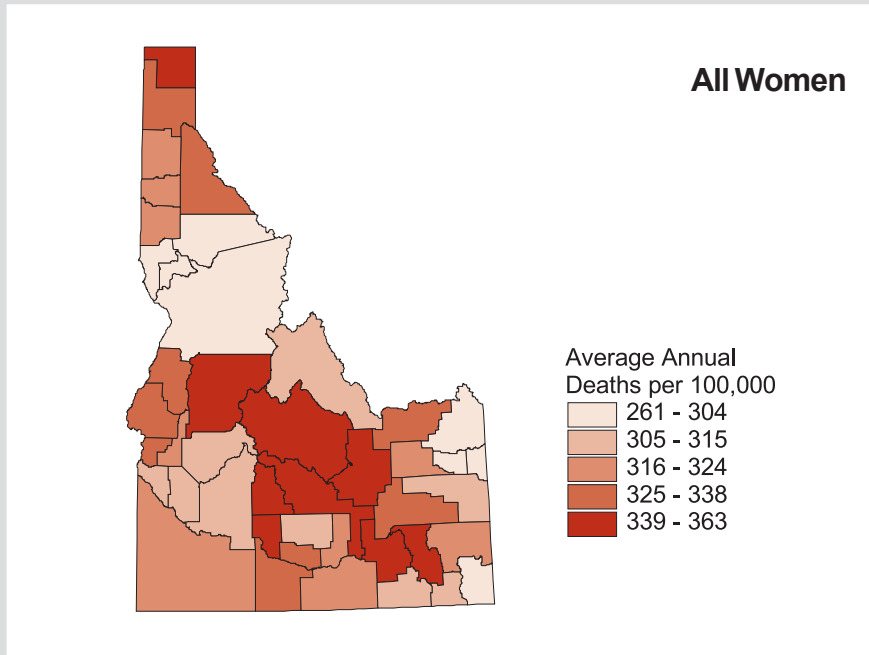 All Women
Average Annual
Deaths per 100,000
261 - 304
305 - 315
316 - 324
325 - 338
339 - 363